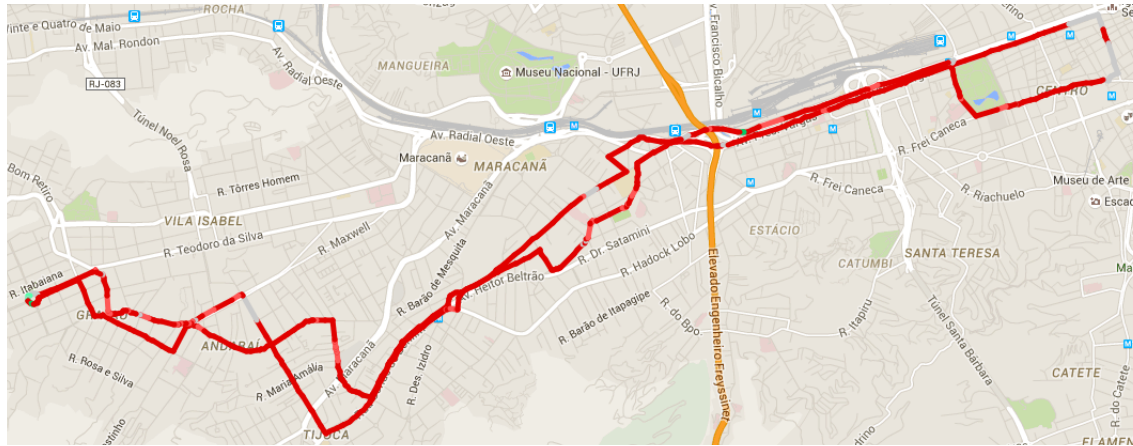 ROCHA
Vinte e Quatro de Maio
Av. Mal. Rondon
Av. Radial Oeste
MANGUEIRA
Museu Nacional - UFRJ
Av. Francisco Bicalho
RJ-083
Túnel Noel Rosa
Av. Radial Oeste
Maracanã
MARACANÃ
Bom Retiro
R. Tôrres Homem
VILA ISABEL
R. Teodoro da Silva
R. Maxwell
Av. Maracanã
R. Barão de Mesquita
R. Itabaiana
ANDARAÍ
R. Rosa e Silva
R. Maria Amália
Av. Maracanã
R. Des. Izidro
TIJUCA
Av. Heitor Beltrão
R. Dr. Satamini
R. Hadock Lobo
R. Barão de Itapagipe
R. do Bpo
Elevado Engenheiro Freyssinet
ESTÁCIO
CATUMBI
R. Itapiru
R. Frei Caneca
R. Frei Caneca
CENTRO
R. Riachuelo
Museu de Arte
Escad
SANTA TERESA
Túnel Santa Bárbara
CATETE
R. do Catete
FLAMEN